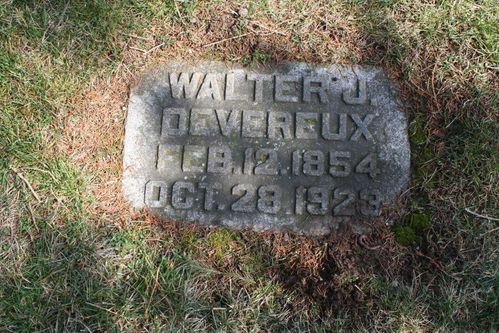 WALTER J.
DEVEREUX
FEB. 12. 1854
OCT. 28. 1923